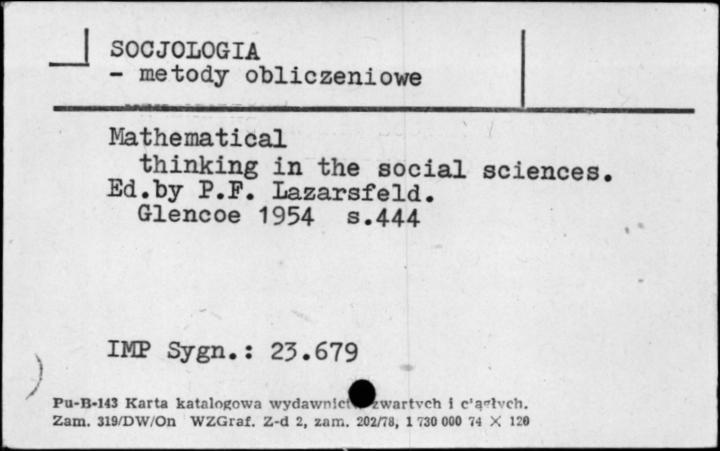 SOCJOLOGIA
- metody obliczeniowe
Mathematical
thinking in the social sciences.
Ed.by P.F. Lazarsfeld.
Glencoe 1954 s.444
IMP Sygn.: 23.679
Pu-B-143 Karta katalogowa zwartych i
Zam. 319/DW/On WZGraf. Z-d 2, zam. 202/78, 1 730 000 74 × 120